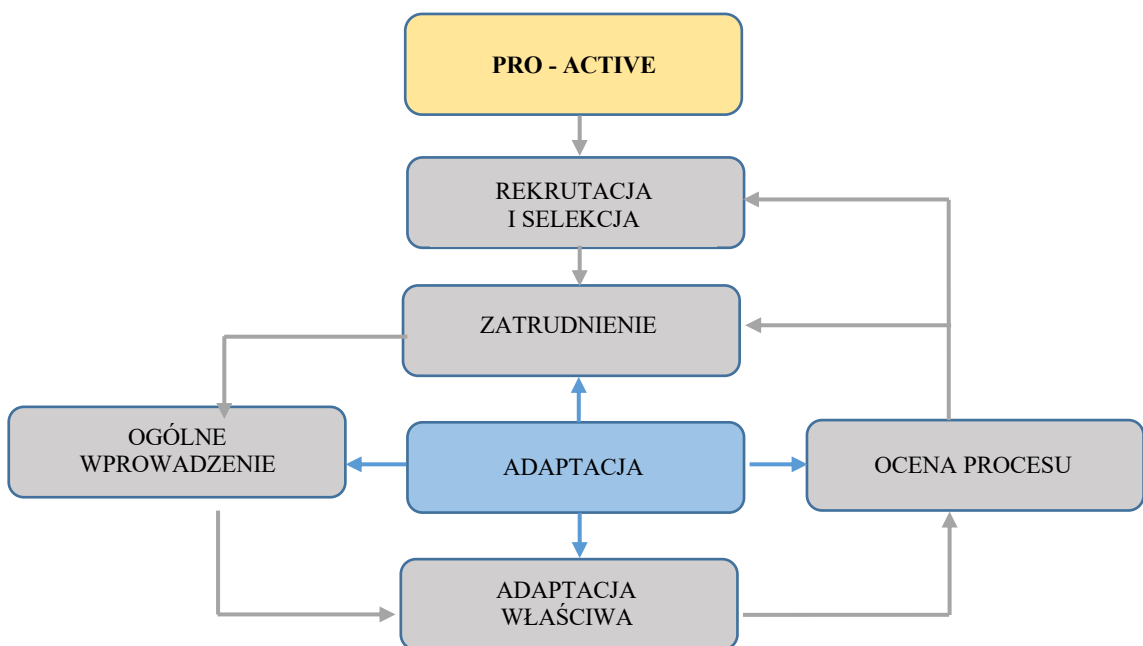 PRO - ACTIVE
REKRUTACJA
I SELEKCJA
ZATRUDNIENIE
OGÓLNE
WPROWADZENIE
ADAPTACJA
OCENA PROCESU
ADAPTACJA
WŁAŚCIWA